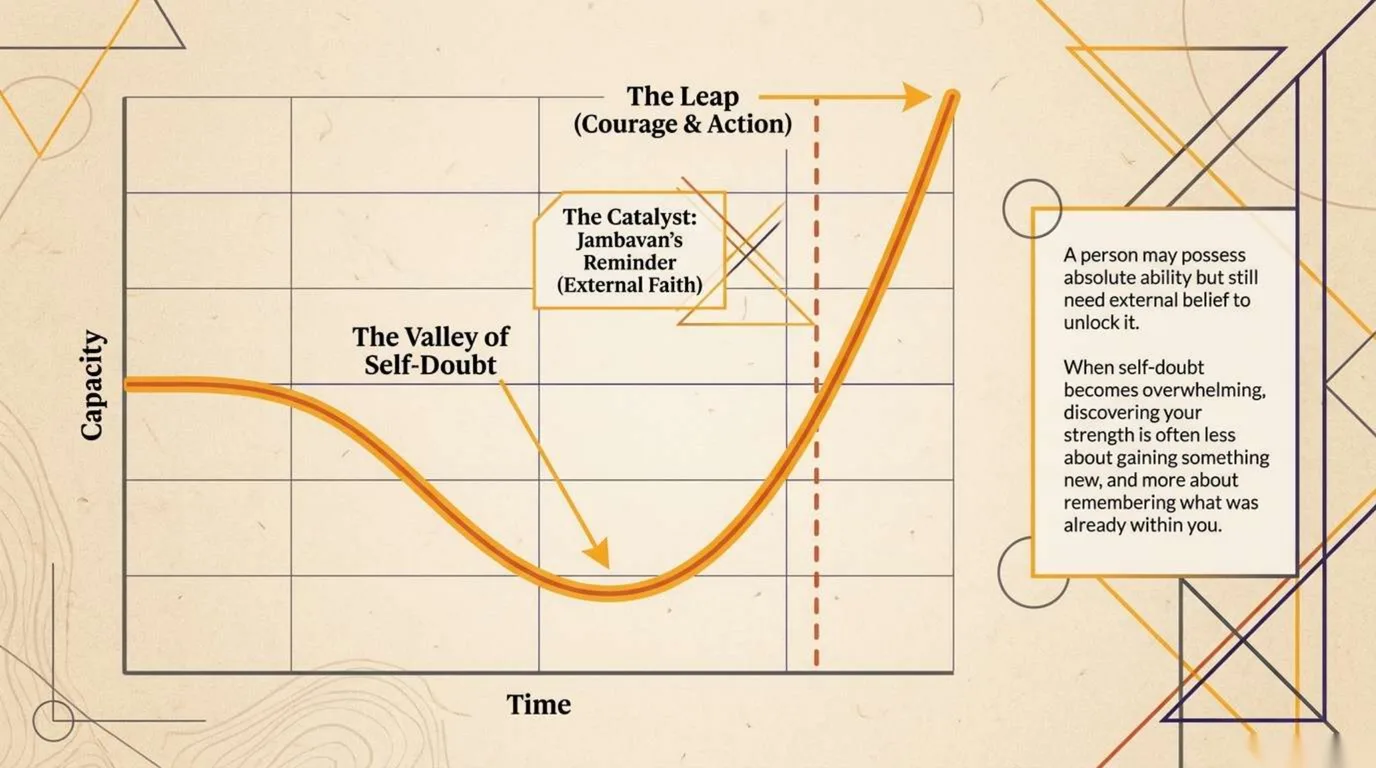 The Leap
(Courage & Action)
The Catalyst:
Jambavan's
Reminder
(External Faith)
The Valley of
Self-Doubt
Capacity
Time
A person may possess
absolute ability but still
need external belief to
unlock it.
When self-doubt
becomes overwhelming,
discovering your
strength is often less
about gaining something
new, and more about
remembering what was
already within you.